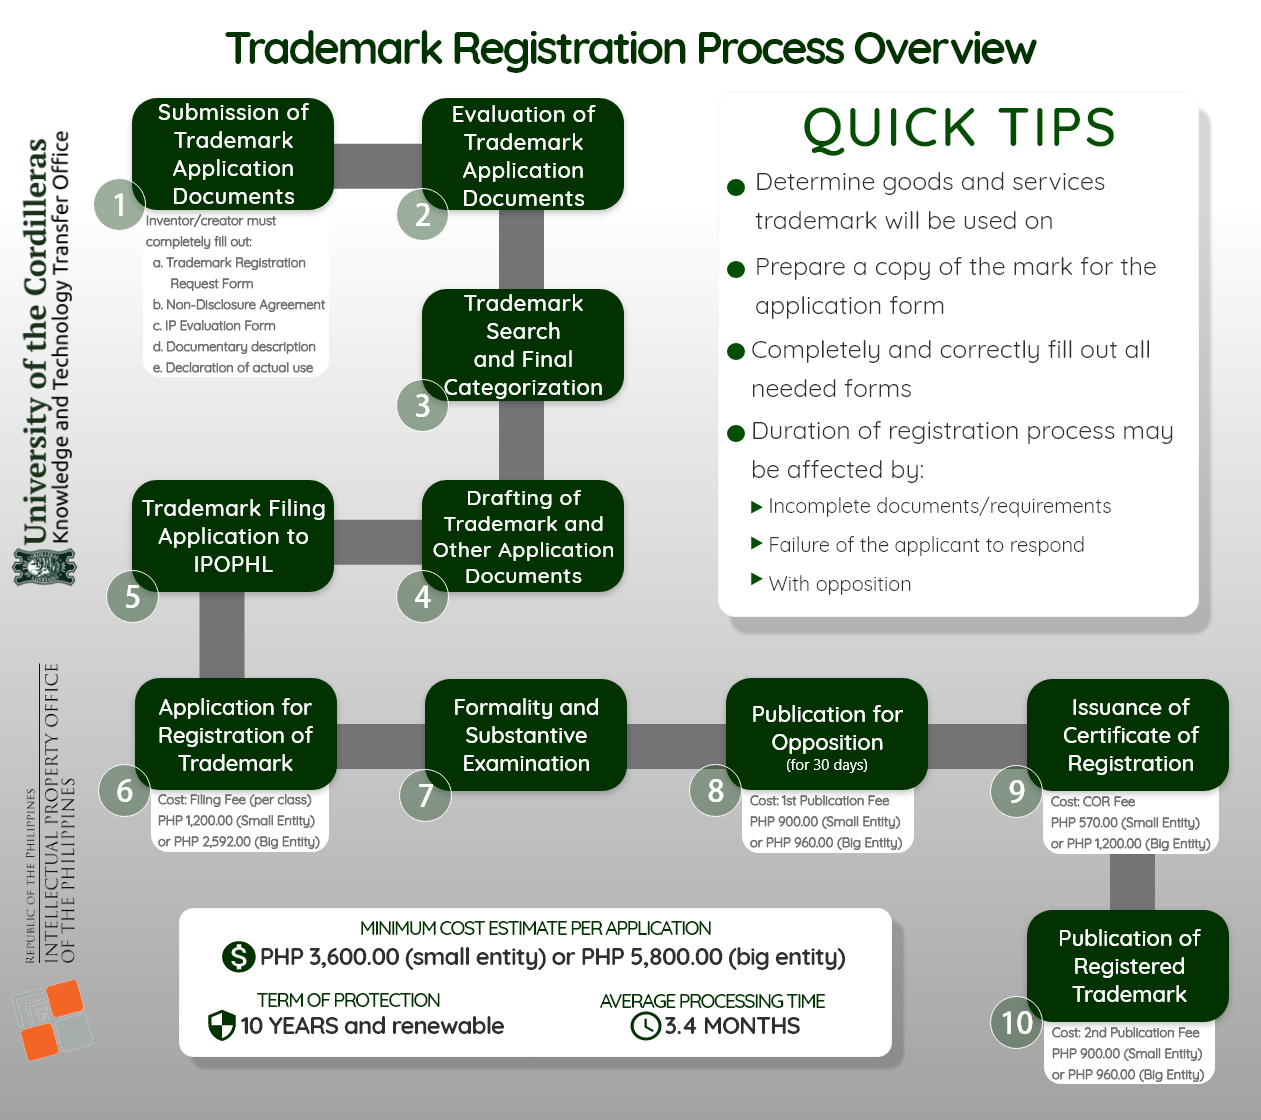 Trademark Registration Process Overview
University of the Cordilleras
Knowledge and Technology Transfer Office
REPUBLIC OF THE PHILIPPINES
INTELLECTUAL PROPERTY OFFICE
OF THE PHILIPPINES
Submission of
Trademark
Application
Documents
1
Inventor/creator must
completely fill out:
a. Trademark Registration
Request Form
b. Non-Disclosure Agreement
c. IP Evaluation Form
d. Documentary description
e. Declaration of actual use
Evaluation of
Trademark
Application
Documents
2
Trademark
Search
and Final
Categorization
3
Drafting of
Trademark and
Other Application
Documents
4
Trademark Filing
Application to
IPOPHL
5
Application for
Registration of
Trademark
6
Cost: Filing Fee (per class)
PHP 1,200.00 (Small Entity)
or PHP 2,592.00 (Big Entity)
Formality and
Substantive
Examination
7
Publication for
Opposition
(for 30 days)
8
Cost: 1st Publication Fee
PHP 900.00 (Small Entity)
or PHP 960.00 (Big Entity)
Issuance of
Certificate of
Registration
9
Cost: COR Fee
PHP 570.00 (Small Entity)
or PHP 1,200.00 (Big Entity)
Publication of
Registered
Trademark
10
Cost: 2nd Publication Fee
PHP 900.00 (Small Entity)
or PHP 960.00 (Big Entity)
QUICK TIPS
Determine goods and services
trademark will be used on
Prepare a copy of the mark for the
application form
Completely and correctly fill out all
needed forms
Duration of registration process may
be affected by:
Incomplete documents/requirements
Failure of the applicant to respond
With opposition
MINIMUM COST ESTIMATE PER APPLICATION
$ PHP 3,600.00 (small entity) or PHP 5,800.00 (big entity)
TERM OF PROTECTION
10 YEARS and renewable
AVERAGE PROCESSING TIME
3.4 MONTHS